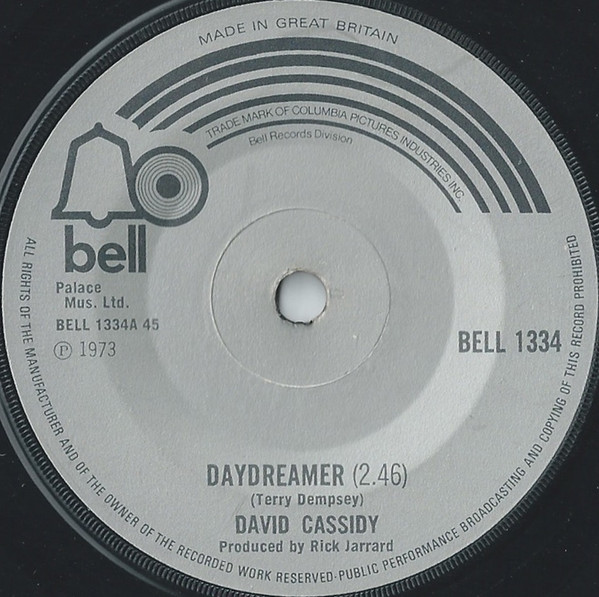 MADE IN GREAT BRITAIN
TRADE MARK OF COLUMBIA PICTURES INDUSTRIES INC.
Bell Records Division
bell
Palace
Mus. Ltd.
BELL 1334A 45
Ⓟ 1973
BELL 1334
DAYDREAMER (2.46)
(Terry Dempsey)
DAVID CASSIDY
Produced by Rick Jarrard
ALL RIGHTS OF THE MANUFACTURER AND OF THE OWNER OF THE RECORDED WORK RESERVED·PUBLIC PERFORMANCE BROADCASTING AND COPYING OF THIS RECORD PROHIBITED